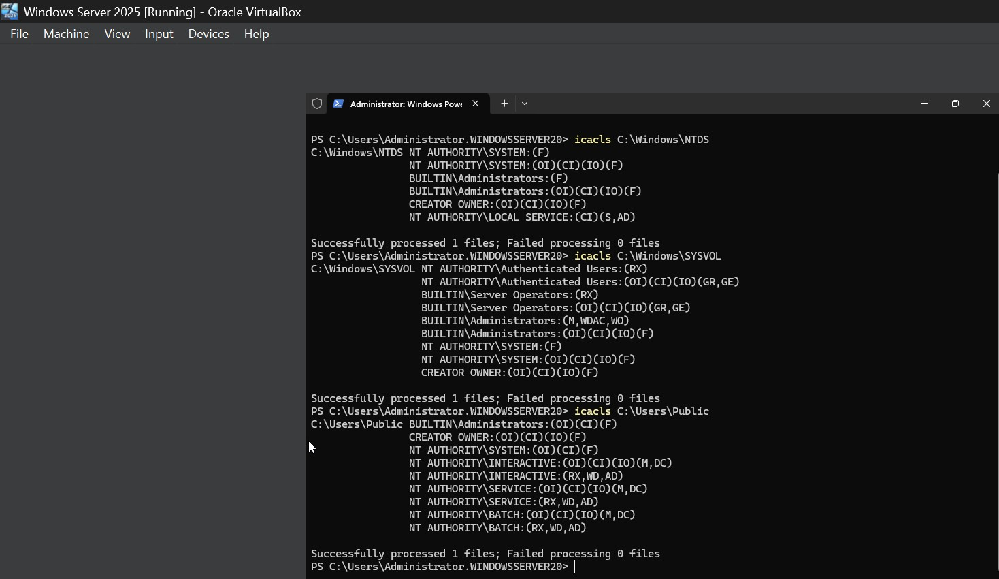 Windows Server 2025 [Running] - Oracle VirtualBox
File Machine View Input Devices Help
Administrator: Windows Powe
PS C:\Users\Administrator.WINDOWSSERVER20> icacls C:\Windows\NTDS
C:\Windows\NTDS NT AUTHORITY\SYSTEM:(F)
NT AUTHORITY\SYSTEM:(OI)(CI)(IO)(F)
BUILTIN\Administrators:(F)
BUILTIN\Administrators:(OI)(CI)(IO)(F)
CREATOR OWNER:(OI)(CI)(IO)(F)
NT AUTHORITY\LOCAL SERVICE:(CI)(S,AD)
Successfully processed 1 files; Failed processing 0 files
PS C:\Users\Administrator.WINDOWSSERVER20> icacls C:\Windows\SYSVOL
C:\Windows\SYSVOL NT AUTHORITY\Authenticated Users:(RX)
NT AUTHORITY\Authenticated Users:(OI)(CI)(IO)(GR,GE)
BUILTIN\Server Operators:(RX)
BUILTIN\Server Operators:(OI)(CI)(IO)(GR,GE)
BUILTIN\Administrators:(M,WDAC,WO)
BUILTIN\Administrators:(OI)(CI)(IO)(F)
NT AUTHORITY\SYSTEM:(F)
NT AUTHORITY\SYSTEM:(OI)(CI)(IO)(F)
CREATOR OWNER:(OI)(CI)(IO)(F)
Successfully processed 1 files; Failed processing 0 files
PS C:\Users\Administrator.WINDOWSSERVER20> icacls C:\Users\Public
C:\Users\Public BUILTIN\Administrators:(OI)(CI)(F)
CREATOR OWNER:(OI)(CI)(IO)(F)
NT AUTHORITY\SYSTEM:(OI)(CI)(F)
NT AUTHORITY\INTERACTIVE:(OI)(CI)(IO)(M,DC)
NT AUTHORITY\INTERACTIVE:(RX,WD,AD)
NT AUTHORITY\SERVICE:(OI)(CI)(IO)(M,DC)
NT AUTHORITY\SERVICE:(RX,WD,AD)
NT AUTHORITY\BATCH:(OI)(CI)(IO)(M,DC)
NT AUTHORITY\BATCH:(RX,WD,AD)
Successfully processed 1 files; Failed processing 0 files
PS C:\Users\Administrator.WINDOWSSERVER20>